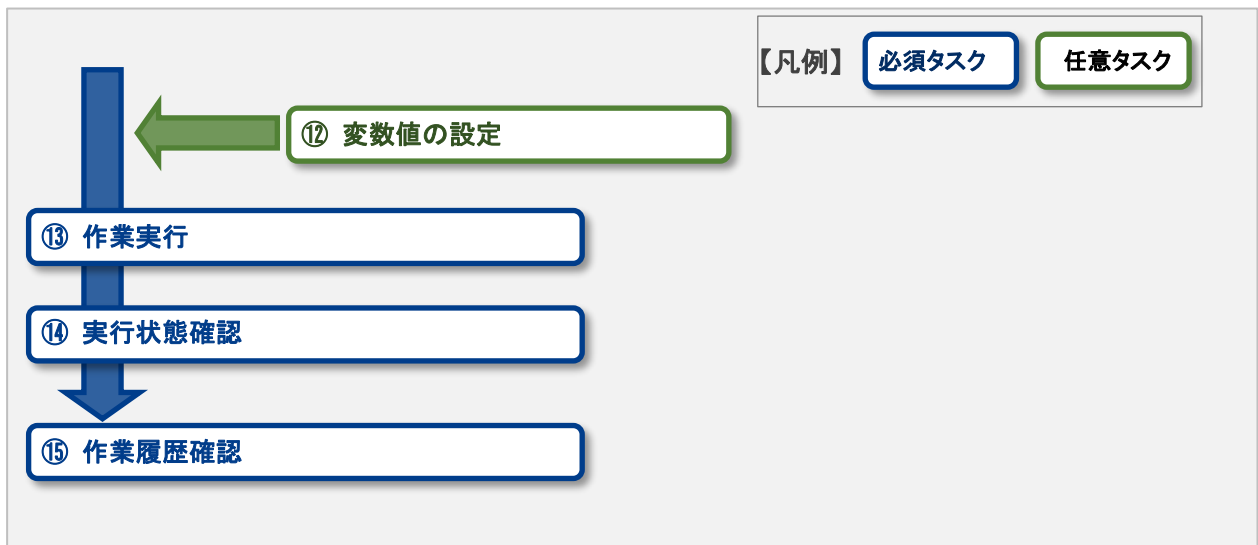 【凡例】 必須タスク 任意タスク
⑫ 変数値の設定
⑬ 作業実行
⑭ 実行状態確認
⑮ 作業履歴確認